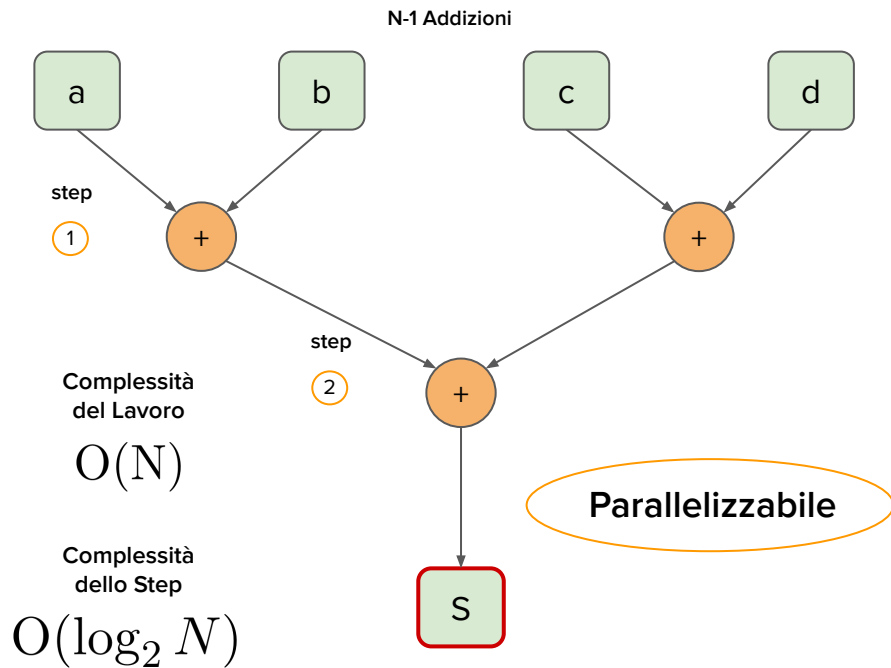 N-1 Addizioni
a
b
c
d
step
1
+
+
step
2
+
Complessità
del Lavoro
O(N)
Parallelizzabile
Complessità
dello Step
O(log₂ N)
S